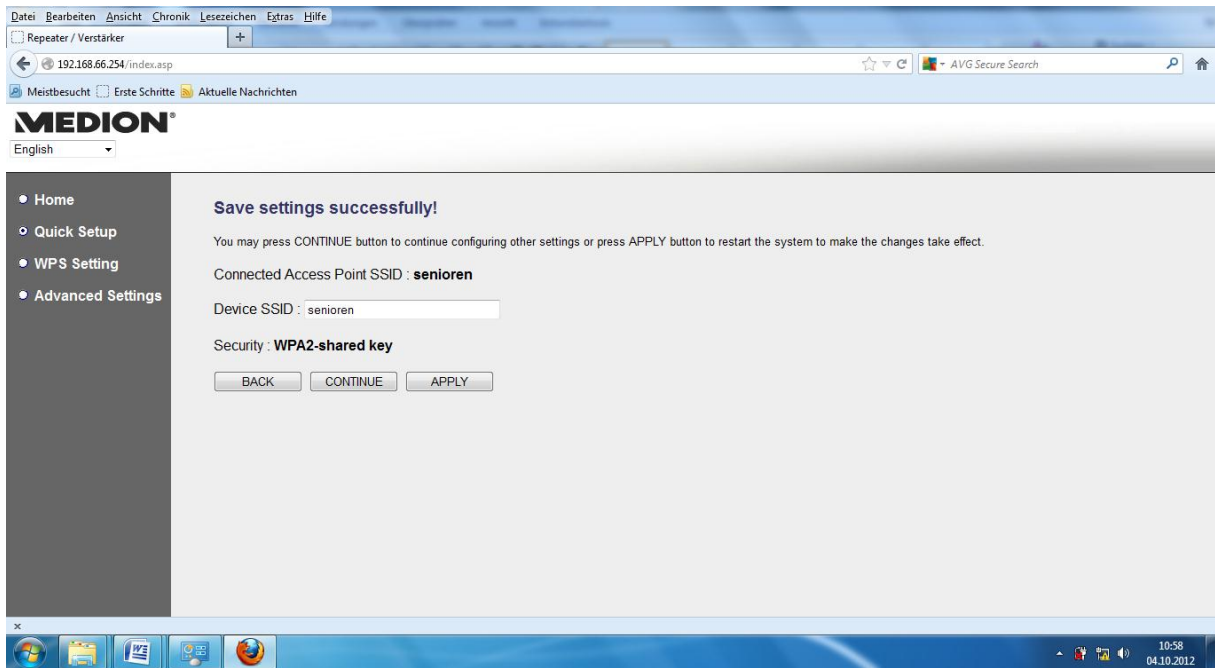 Datei Bearbeiten Ansicht Chronik Lesezeichen Extras Hilfe
Repeater / Verstärker +
192.168.66.254/index.asp AVG Secure Search
Meistbesucht Erste Schritte Aktuelle Nachrichten
MEDION®
English
Home
Quick Setup
WPS Setting
Advanced Settings
Save settings successfully!
You may press CONTINUE button to continue configuring other settings or press APPLY button to restart the system to make the changes take effect.
Connected Access Point SSID : senioren
Device SSID : senioren
Security : WPA2-shared key
BACK CONTINUE APPLY
x
10:58
04.10.2012